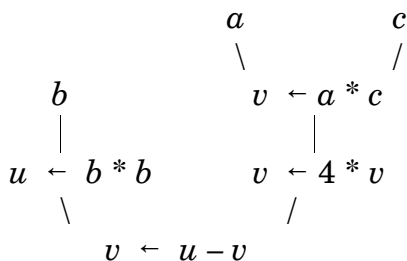 a c
b v ← a * c
u ← b * b v ← 4 * v
v ← u – v